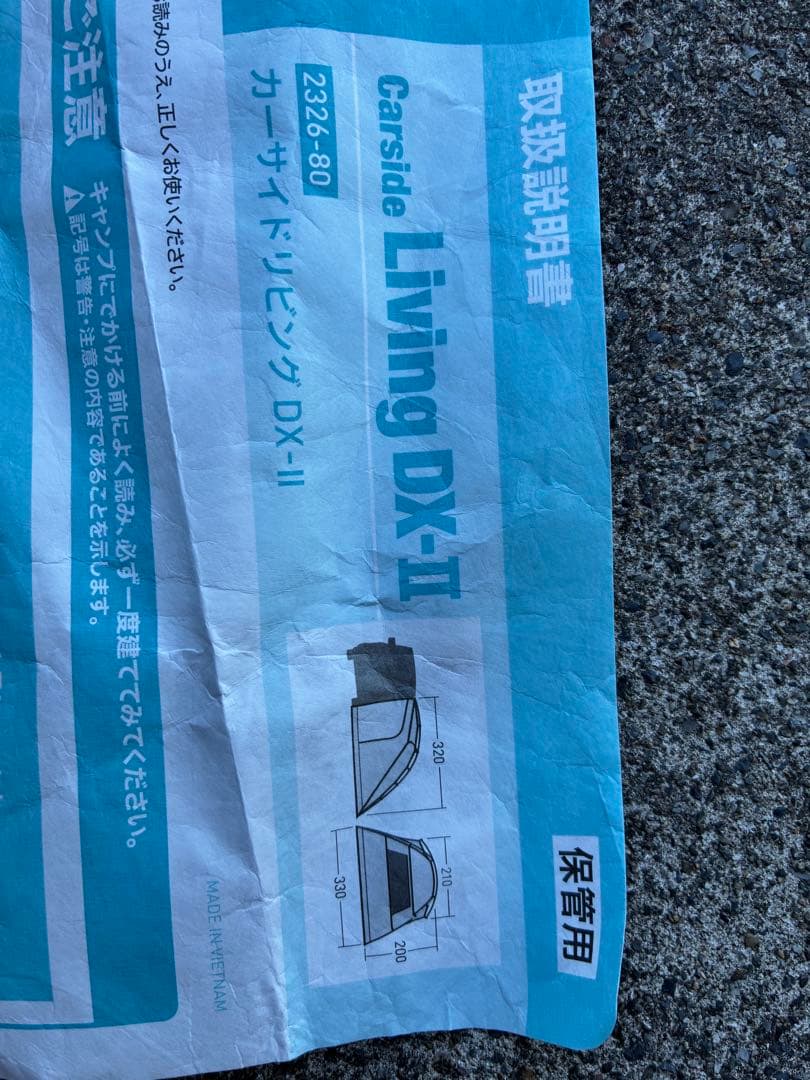 取扱説明書
保管用
Carside Living DX-II
2326-80
カーサイドリビング DX-II
320
210
200
330
MADE IN VIETNAM
読みのうえ、正しくお使いください。
ご注意
キャンプにでかける前によく読み、必ず一度建ててみてください。
⚠記号は警告・注意の内容であることを示します。